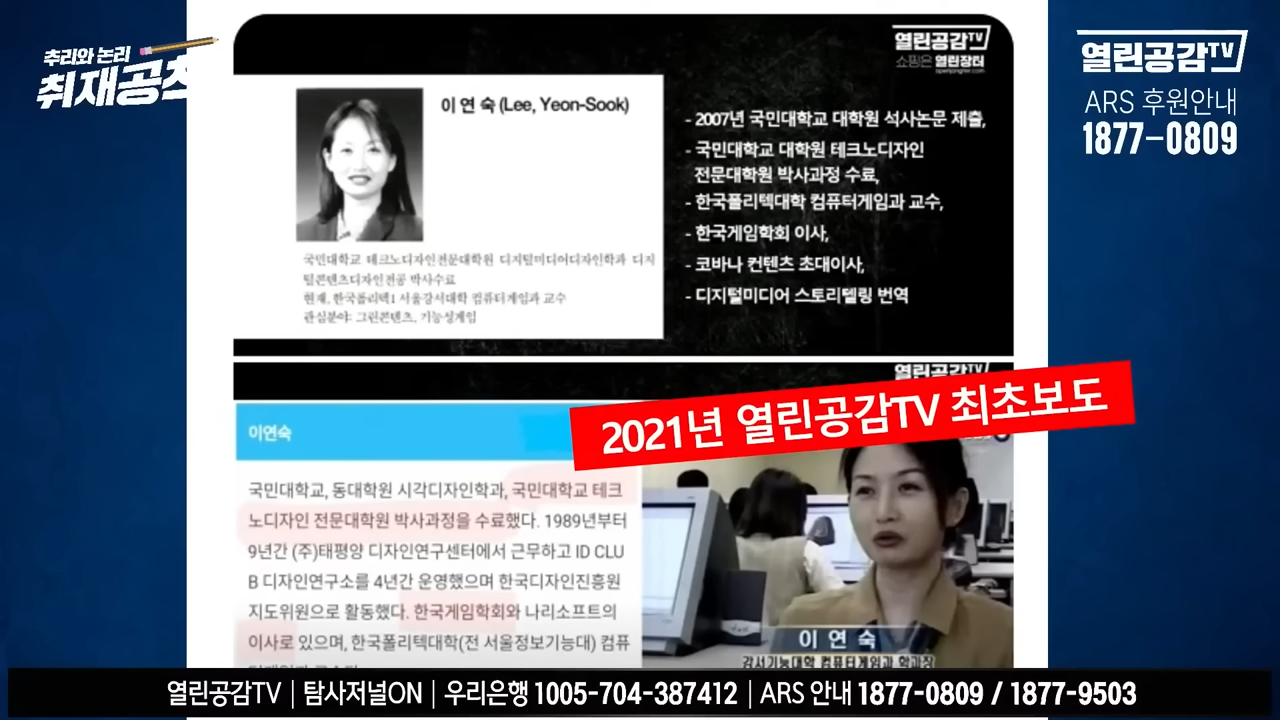 추리와 논리
취재공초
열린공감TV
쇼핑은 열린장터
openjangter.com
열린공감TV
ARS 후원안내
1877-0809
이 연 숙 (Lee, Yeon-Sook)
국민대학교 테크노디자인전문대학원 디지털미디어디자인학과 디지
털콘텐츠디자인전공 박사수료
현재, 한국폴리텍1 서울강서대학 컴퓨터게임과 교수
관심분야: 그린콘텐츠, 기능성게임
- 2007년 국민대학교 대학원 석사논문 제출,
- 국민대학교 대학원 테크노디자인
전문대학원 박사과정 수료,
- 한국폴리텍대학 컴퓨터게임과 교수,
- 한국게임학회 이사,
- 코바나 컨텐츠 초대이사,
- 디지털미디어 스토리텔링 번역
열린공감TV
2021년 열린공감TV 최초보도
이연숙
국민대학교, 동대학원 시각디자인학과, 국민대학교 테크
노디자인 전문대학원 박사과정을 수료했다. 1989년부터
9년간 (주)태평양 디자인연구센터에서 근무하고 ID CLU
B 디자인연구소를 4년간 운영했으며 한국디자인진흥원
지도위원으로 활동했다. 한국게임학회와 나리소프트의
이사로 있으며, 한국폴리텍대학(전 서울정보기능대) 컴퓨
이 연 숙
강서기능대학 컴퓨터게임과 학과장
열린공감TV | 탐사저널ON | 우리은행 1005-704-387412 | ARS 안내 1877-0809 / 1877-9503